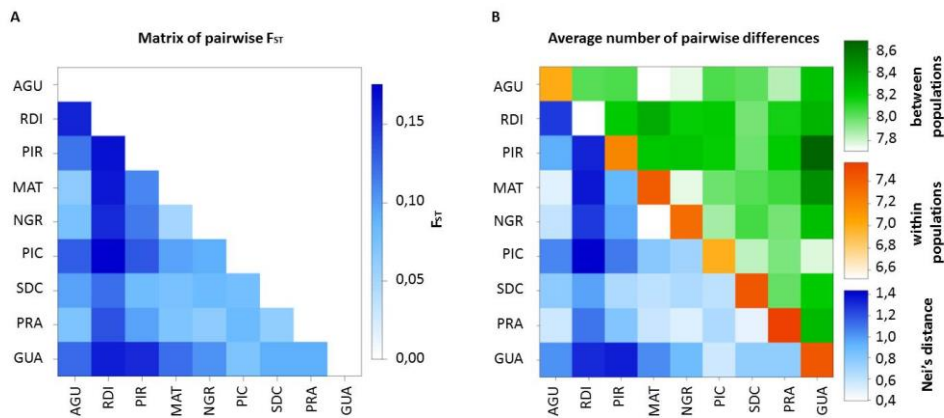 A
Matrix of pairwise FST
AGU
RDI
PIR
MAT
NGR
PIC
SDC
PRA
GUA
AGU
RDI
PIR
MAT
NGR
PIC
SDC
PRA
GUA
0,15
0,10
0,05
0,00
FST
B
Average number of pairwise differences
AGU
RDI
PIR
MAT
NGR
PIC
SDC
PRA
GUA
AGU
RDI
PIR
MAT
NGR
PIC
SDC
PRA
GUA
8,6
8,4
8,2
8,0
7,8
between
populations
7,4
7,2
7,0
6,8
6,6
within
populations
1,4
1,2
1,0
0,8
0,6
0,4
Nei's distance